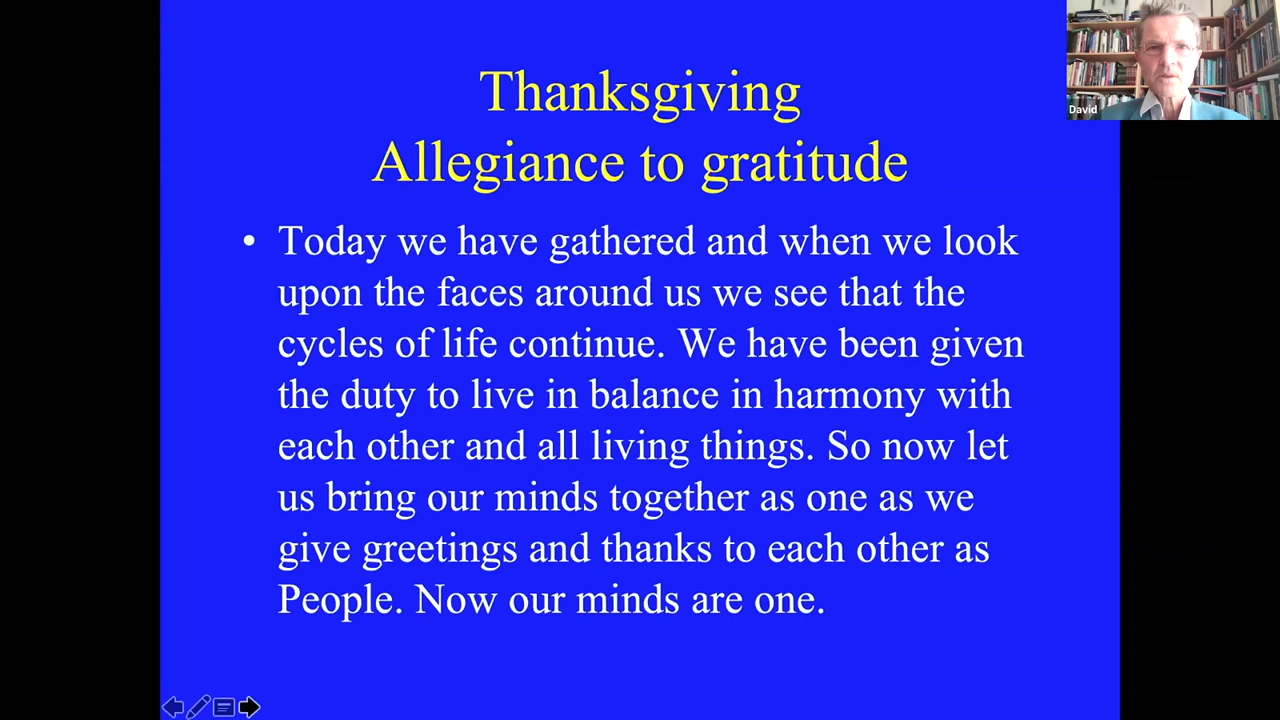 Thanksgiving
Allegiance to gratitude
• Today we have gathered and when we look
upon the faces around us we see that the
cycles of life continue. We have been given
the duty to live in balance in harmony with
each other and all living things. So now let
us bring our minds together as one as we
give greetings and thanks to each other as
People. Now our minds are one.
David